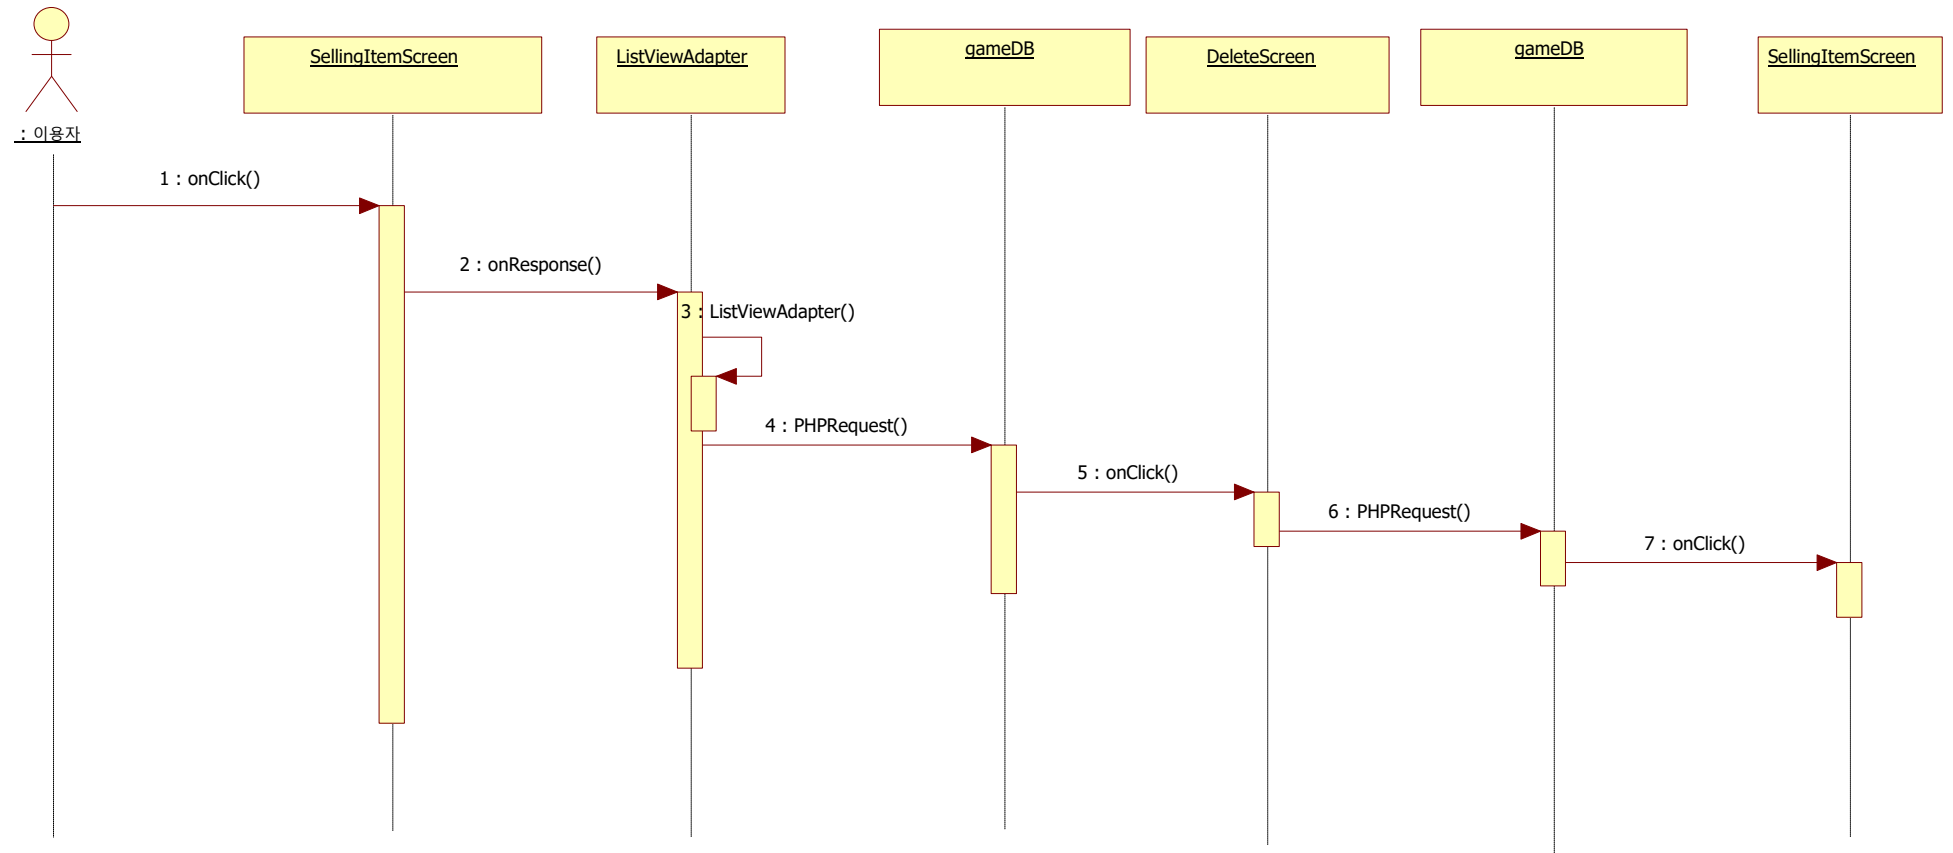 SellingItemScreen
ListViewAdapter
gameDB
DeleteScreen
gameDB
SellingItemScreen
: 이용자
1 : onClick()
2 : onResponse()
3 : ListViewAdapter()
4 : PHPRequest()
5 : onClick()
6 : PHPRequest()
7 : onClick()